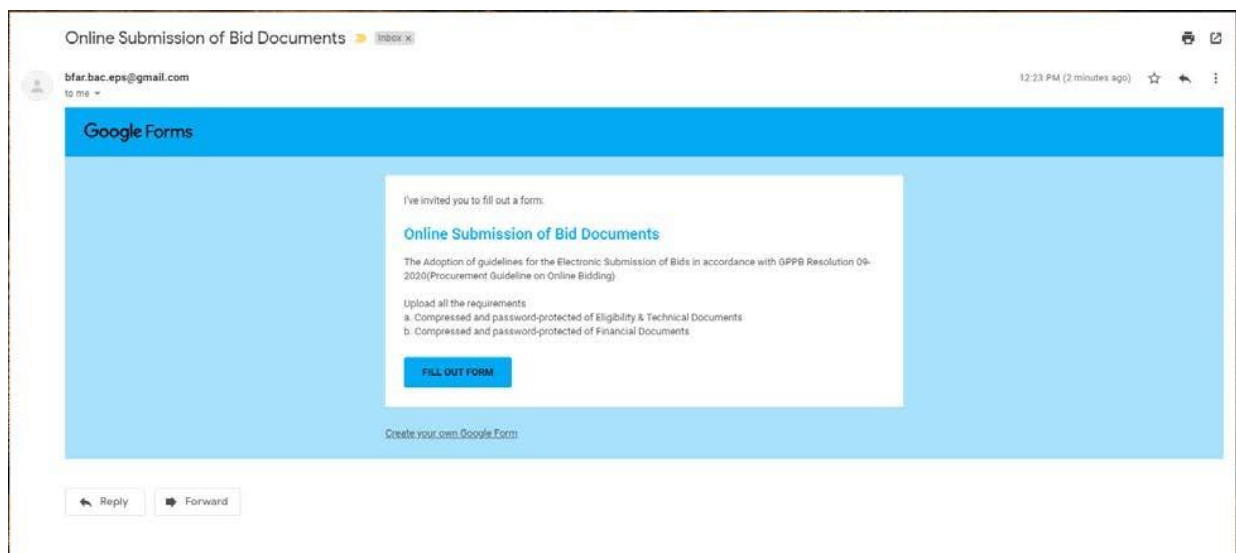 Online Submission of Bid Documents
Inbox x
bfar.bac.eps@gmail.com
12:23 PM (2 minutes ago)
to me
Google Forms
I've invited you to fill out a form:
Online Submission of Bid Documents
The Adoption of guidelines for the Electronic Submission of Bids in accordance with GPPB Resolution 09-
2020(Procurement Guideline on Online Bidding)
Upload all the requirements
a. Compressed and password-protected of Eligibility & Technical Documents
b. Compressed and password-protected of Financial Documents
FILL OUT FORM
Create your own Google Form
Reply
Forward